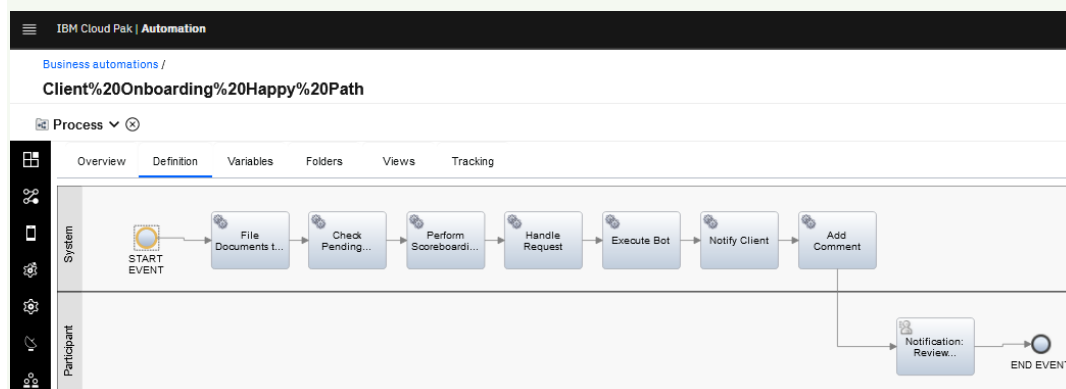 IBM Cloud Pak | Automation
Business automations /
Client%20Onboarding%20Happy%20Path
Process
Overview Definition Variables Folders Views Tracking
System
START
EVENT
File
Documents t...
Check
Pending...
Perform
Scoreboardi...
Handle
Request
Execute Bot
Notify Client
Add
Comment
Participant
Notification:
Review...
END EVENT